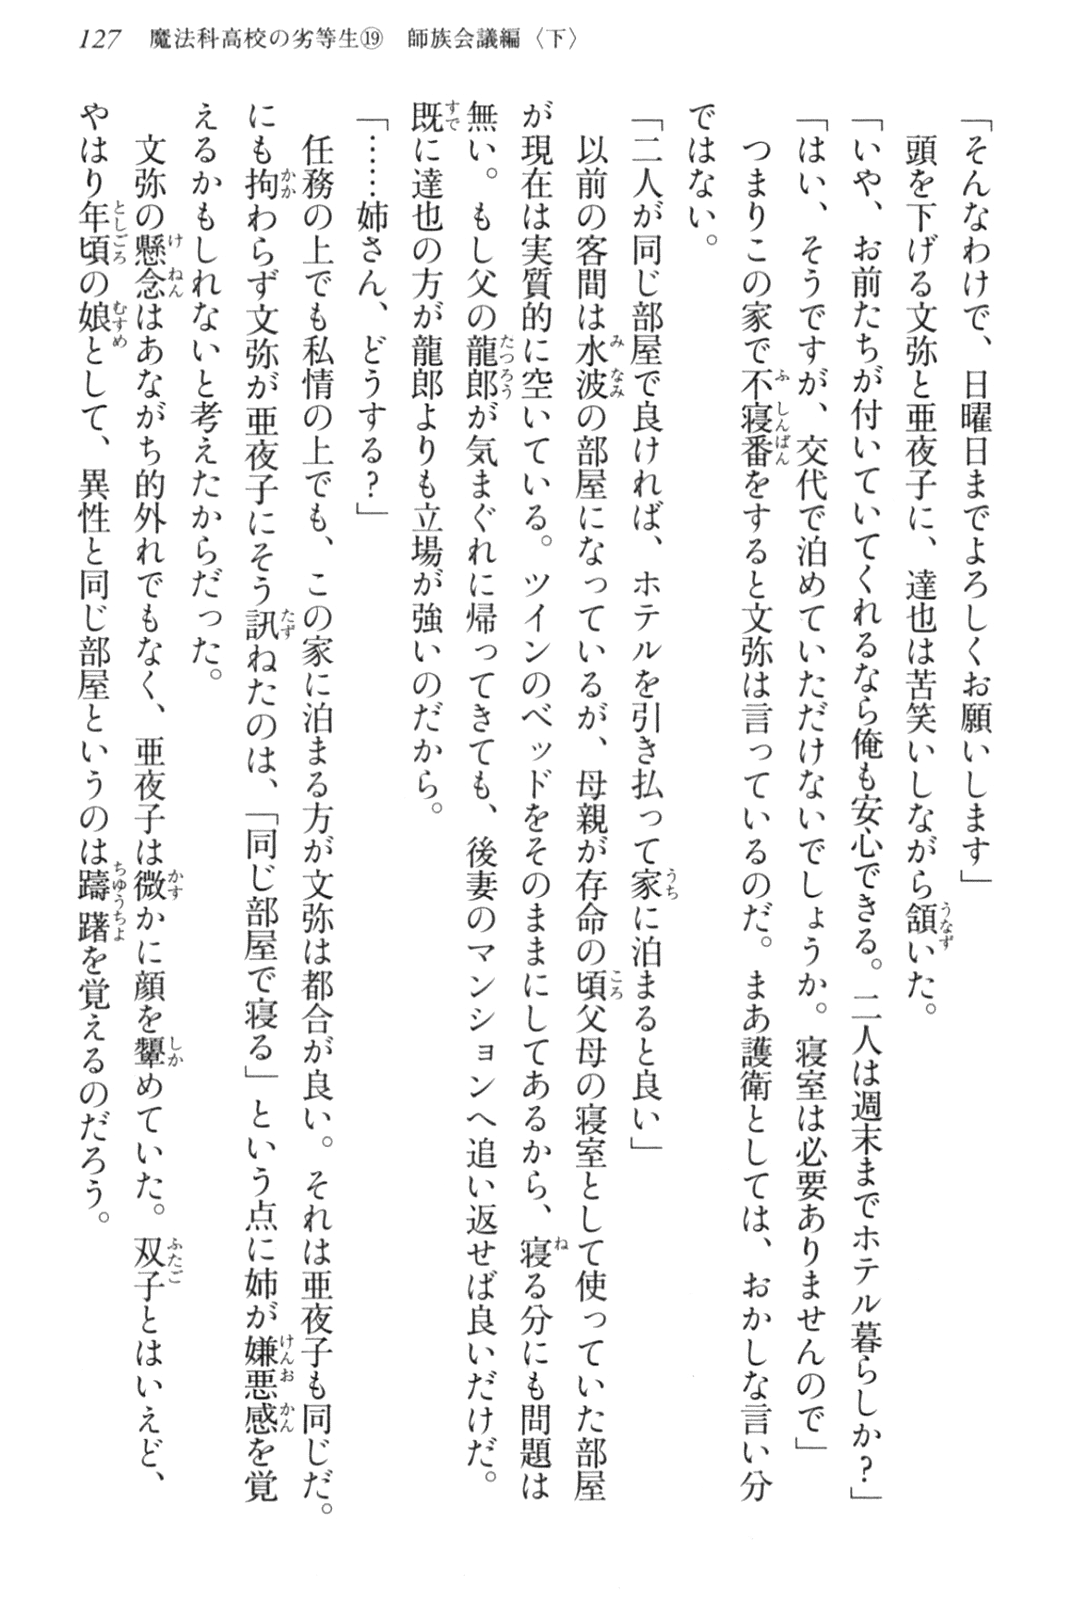 127 魔法科高校の劣等生⑲ 師族会議編〈下〉
「そんなわけで、日曜日までよろしくお願いします」
頭を下げる文弥と亜夜子に、達也は苦笑いしながら頷いた。
「いや、お前たちが付いていてくれるなら俺も安心できる。二人は週末までホテル暮らしか?」
「はい、そうですが、交代で泊めていただけないでしょうか。寝室は必要ありませんので」
つまりこの家で不寝番をすると文弥は言っているのだ。まあ護衛としては、おかしな言い分
ではない。
「二人が同じ部屋で良ければ、ホテルを引き払って家に泊まると良い」
以前の客間は水波の部屋になっているが、母親が存命の頃父母の寝室として使っていた部屋
が現在は実質的に空いている。ツインのベッドをそのままにしてあるから、寝る分にも問題は
無い。もし父の龍郎が気まぐれに帰ってきても、後妻のマンションへ追い返せば良いだけだ。
既に達也の方が龍郎よりも立場が強いのだから。
「……姉さん、どうする?」
任務の上でも私情の上でも、この家に泊まる方が文弥は都合が良い。それは亜夜子も同じだ。
にも拘わらず文弥が亜夜子にそう訊ねたのは、「同じ部屋で寝る」という点に姉が嫌悪感を覚
えるかもしれないと考えたからだった。
文弥の懸念はあながち的外れでもなく、亜夜子は微かに顔を顰めていた。双子とはいえど、
やはり年頃の娘として、異性と同じ部屋というのは躊躇を覚えるのだろう。